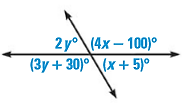 2y° (4x − 100)°
(3y + 30)° (x + 5)°